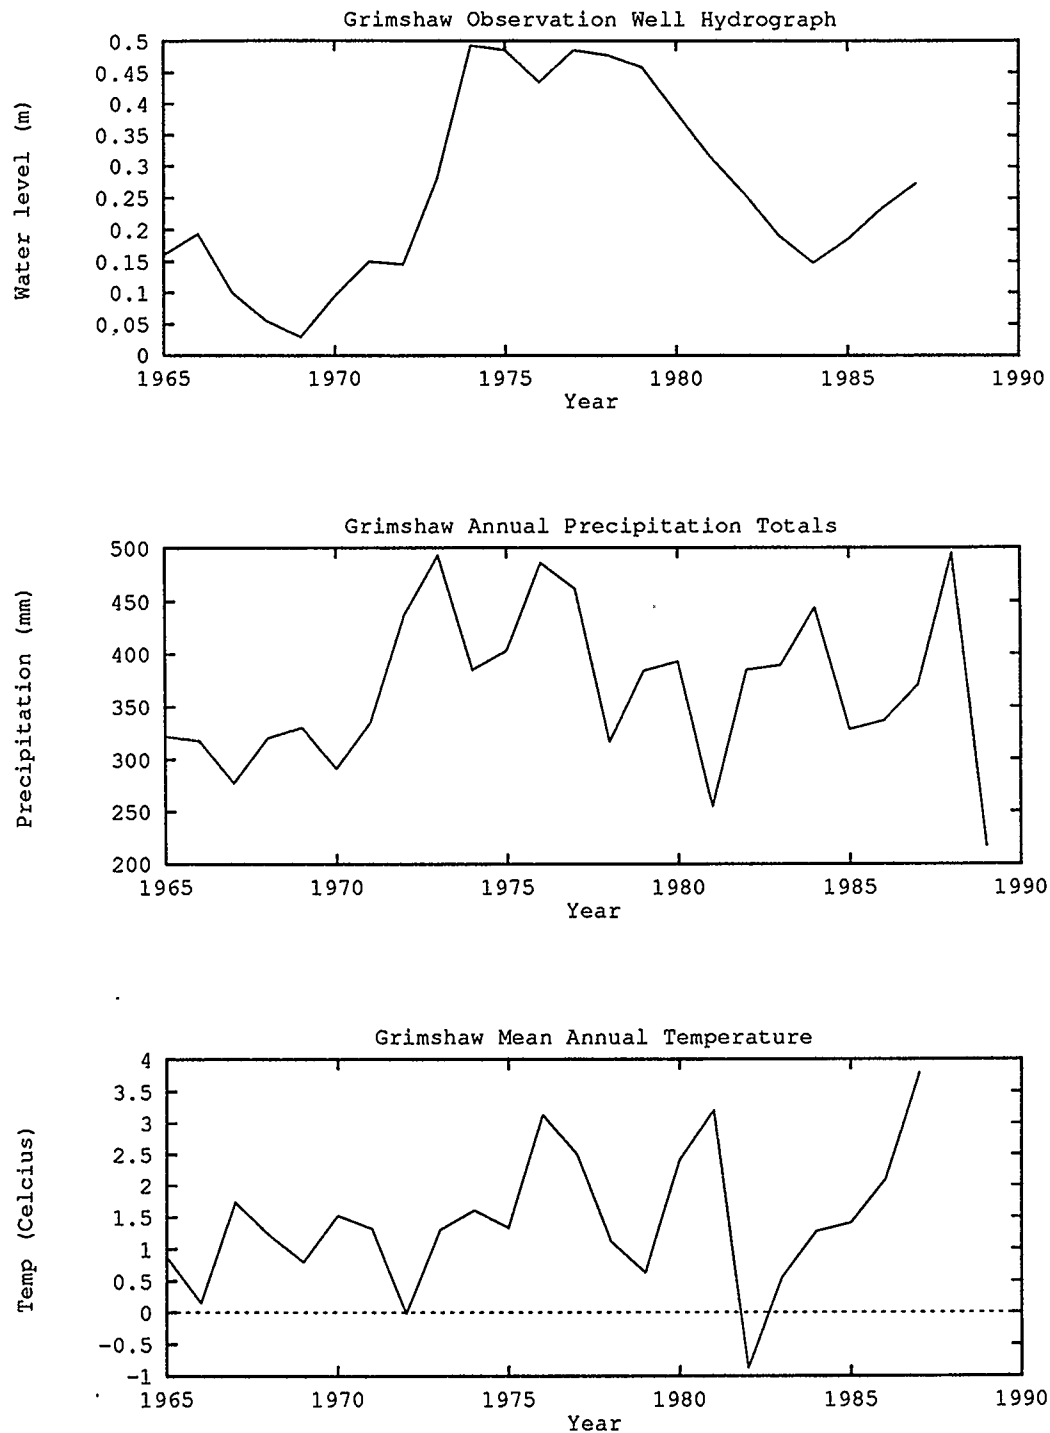 Grimshaw Observation Well Hydrograph
0.5
0.45
0.4
0.35
0.3
0.25
0.2
0.15
0.1
0.05
0
Water level (m)
1965 1970 1975 1980 1985 1990
Year
Grimshaw Annual Precipitation Totals
500
450
400
350
300
250
200
Precipitation (mm)
1965 1970 1975 1980 1985 1990
Year
Grimshaw Mean Annual Temperature
4
3.5
3
2.5
2
1.5
1
0.5
0
-0.5
-1
Temp (Celcius)
1965 1970 1975 1980 1985 1990
Year